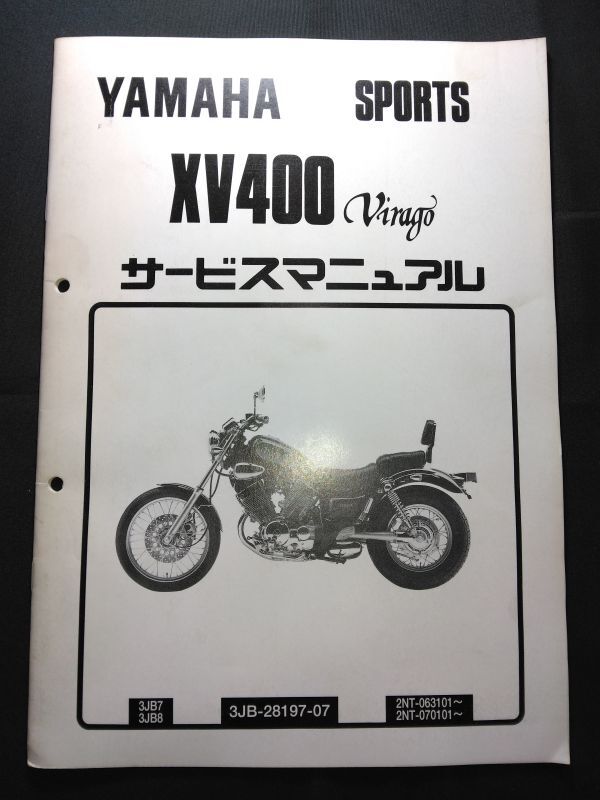 YAMAHA SPORTS
XV400 Virago
サービスマニュアル
3JB7
3JB8
3JB-28197-07
2NT-063101～
2NT-070101～